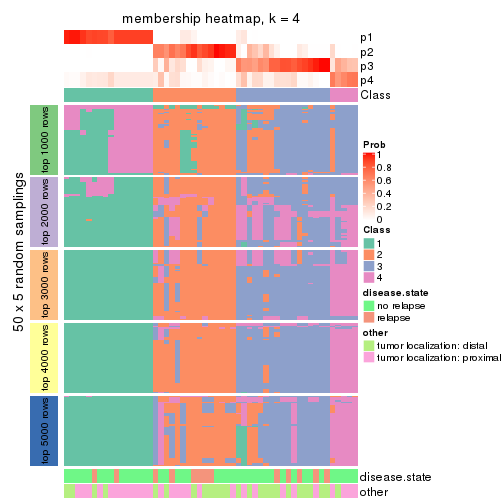 membership heatmap, k = 4
p1
p2
p3
p4
Class
50 x 5 random samplings
top 1000 rows
top 2000 rows
top 3000 rows
top 4000 rows
top 5000 rows
disease.state
other
Prob
1
0.8
0.6
0.4
0.2
0
Class
1
2
3
4
disease.state
no relapse
relapse
other
tumor localization: distal
tumor localization: proximal